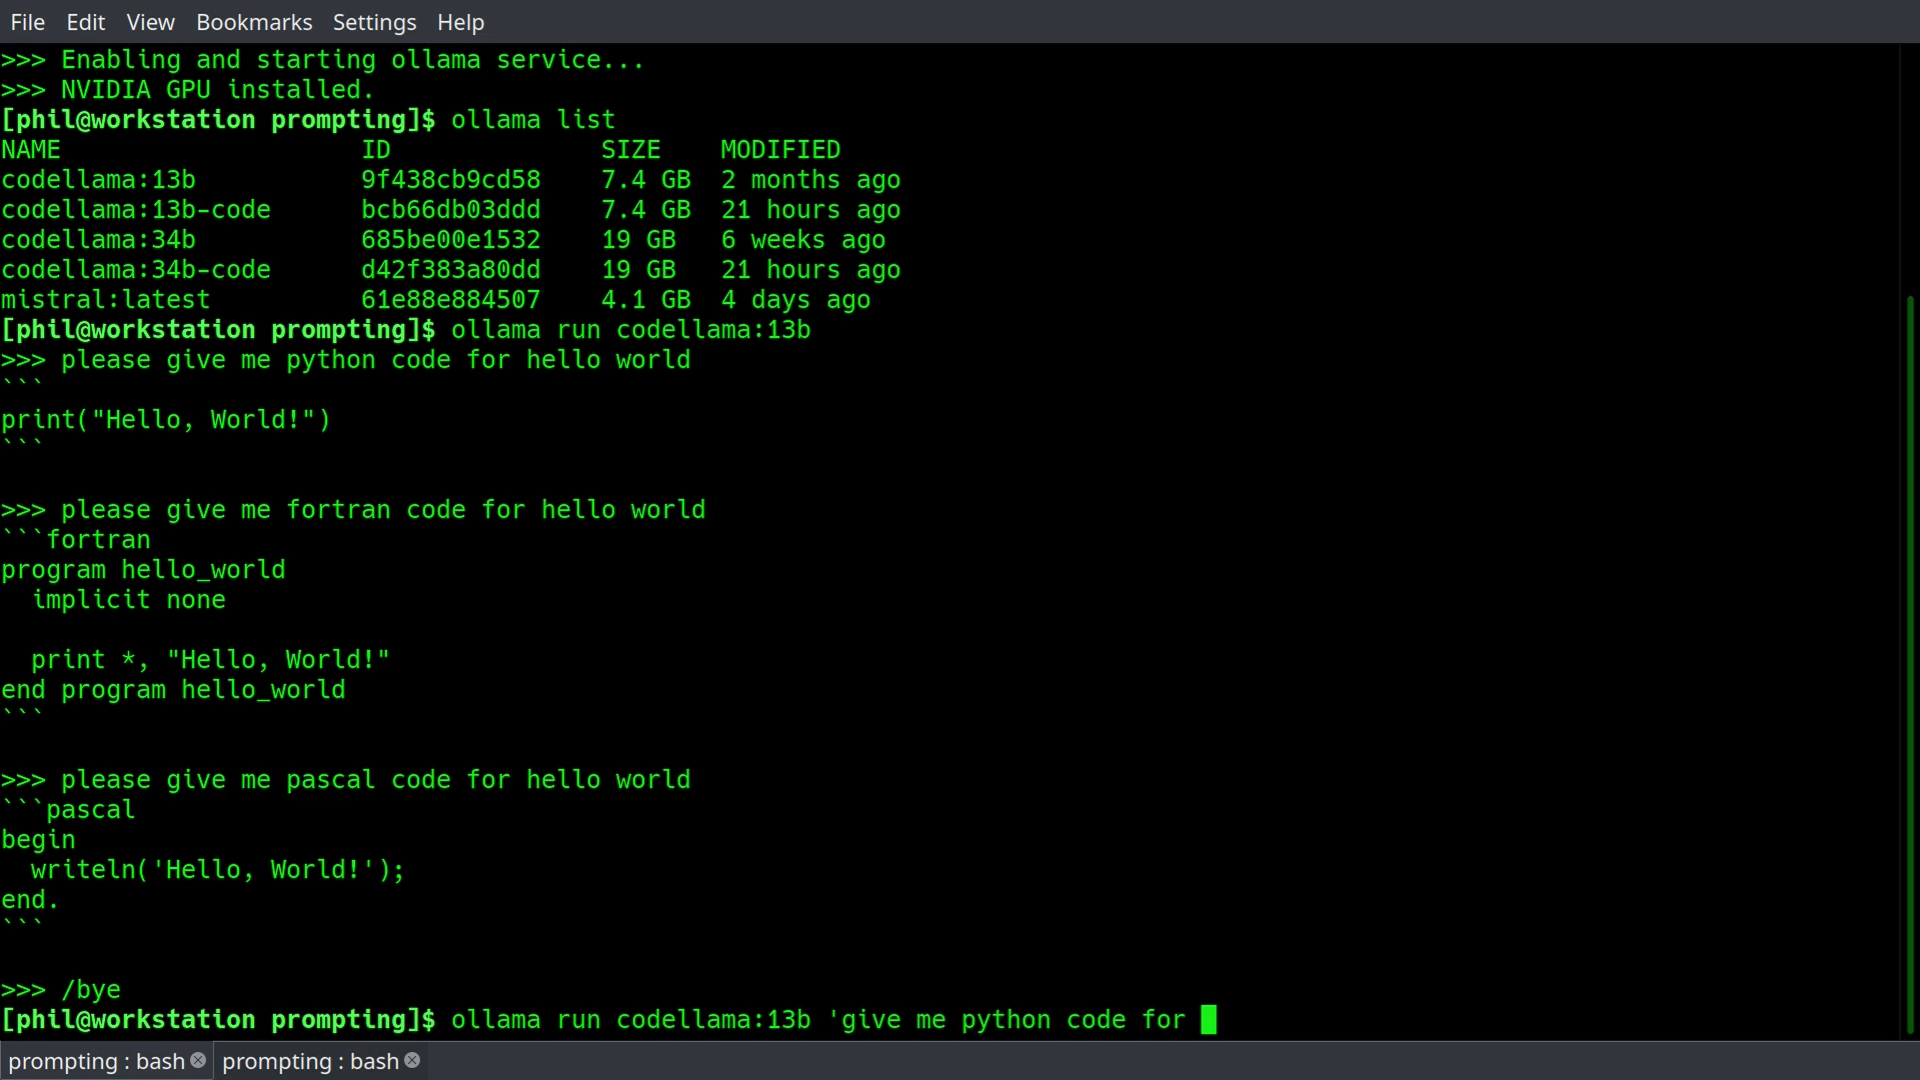 File Edit View Bookmarks Settings Help
>>> Enabling and starting ollama service...
>>> NVIDIA GPU installed.
[phil@workstation prompting]$ ollama list
NAME                    ID              SIZE    MODIFIED
codellama:13b           9f438cb9cd58    7.4 GB  2 months ago
codellama:13b-code      bcb66db03ddd    7.4 GB  21 hours ago
codellama:34b           685be00e1532    19 GB   6 weeks ago
codellama:34b-code      d42f383a80dd    19 GB   21 hours ago
mistral:latest          61e88e884507    4.1 GB  4 days ago
[phil@workstation prompting]$ ollama run codellama:13b
>>> please give me python code for hello world
```
print("Hello, World!")
```
>>> please give me fortran code for hello world
```fortran
program hello_world
  implicit none
  print *, "Hello, World!"
end program hello_world
```
>>> please give me pascal code for hello world
```pascal
begin
  writeln('Hello, World!');
end.
```
>>> /bye
[phil@workstation prompting]$ ollama run codellama:13b 'give me python code for
prompting : bash prompting : bash